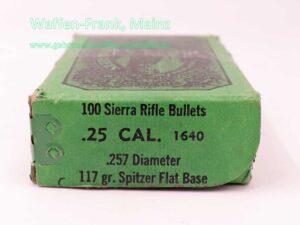 Waffen-Frank, Mainz
100 Sierra Rifle Bullets
.25 CAL. 1640
.257 Diameter
117 gr. Spitzer Flat Base